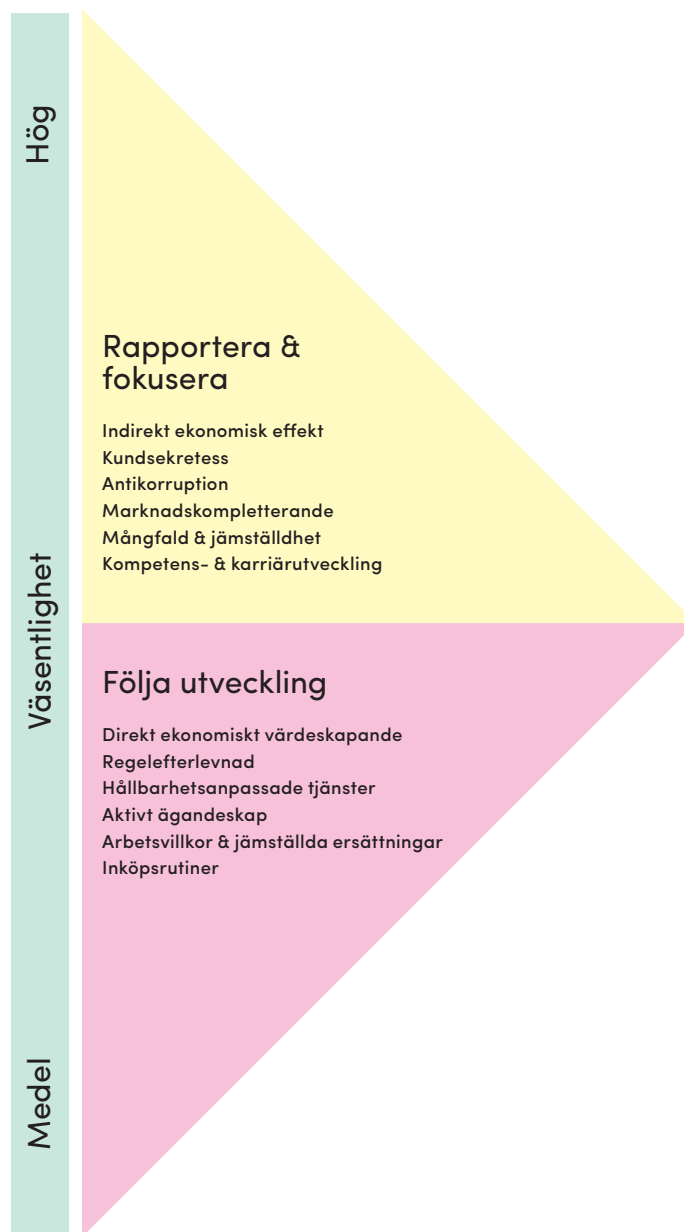 Hög
Väsentlighet
Medel
Rapportera &
fokusera
Indirekt ekonomisk effekt
Kundsekretess
Antikorruption
Marknadskompletterande
Mångfald & jämställdhet
Kompetens- & karriärutveckling
Följa utveckling
Direkt ekonomiskt värdeskapande
Regelefterlevnad
Hållbarhetsanpassade tjänster
Aktivt ägandeskap
Arbetsvillkor & jämställda ersättningar
Inköpsrutiner